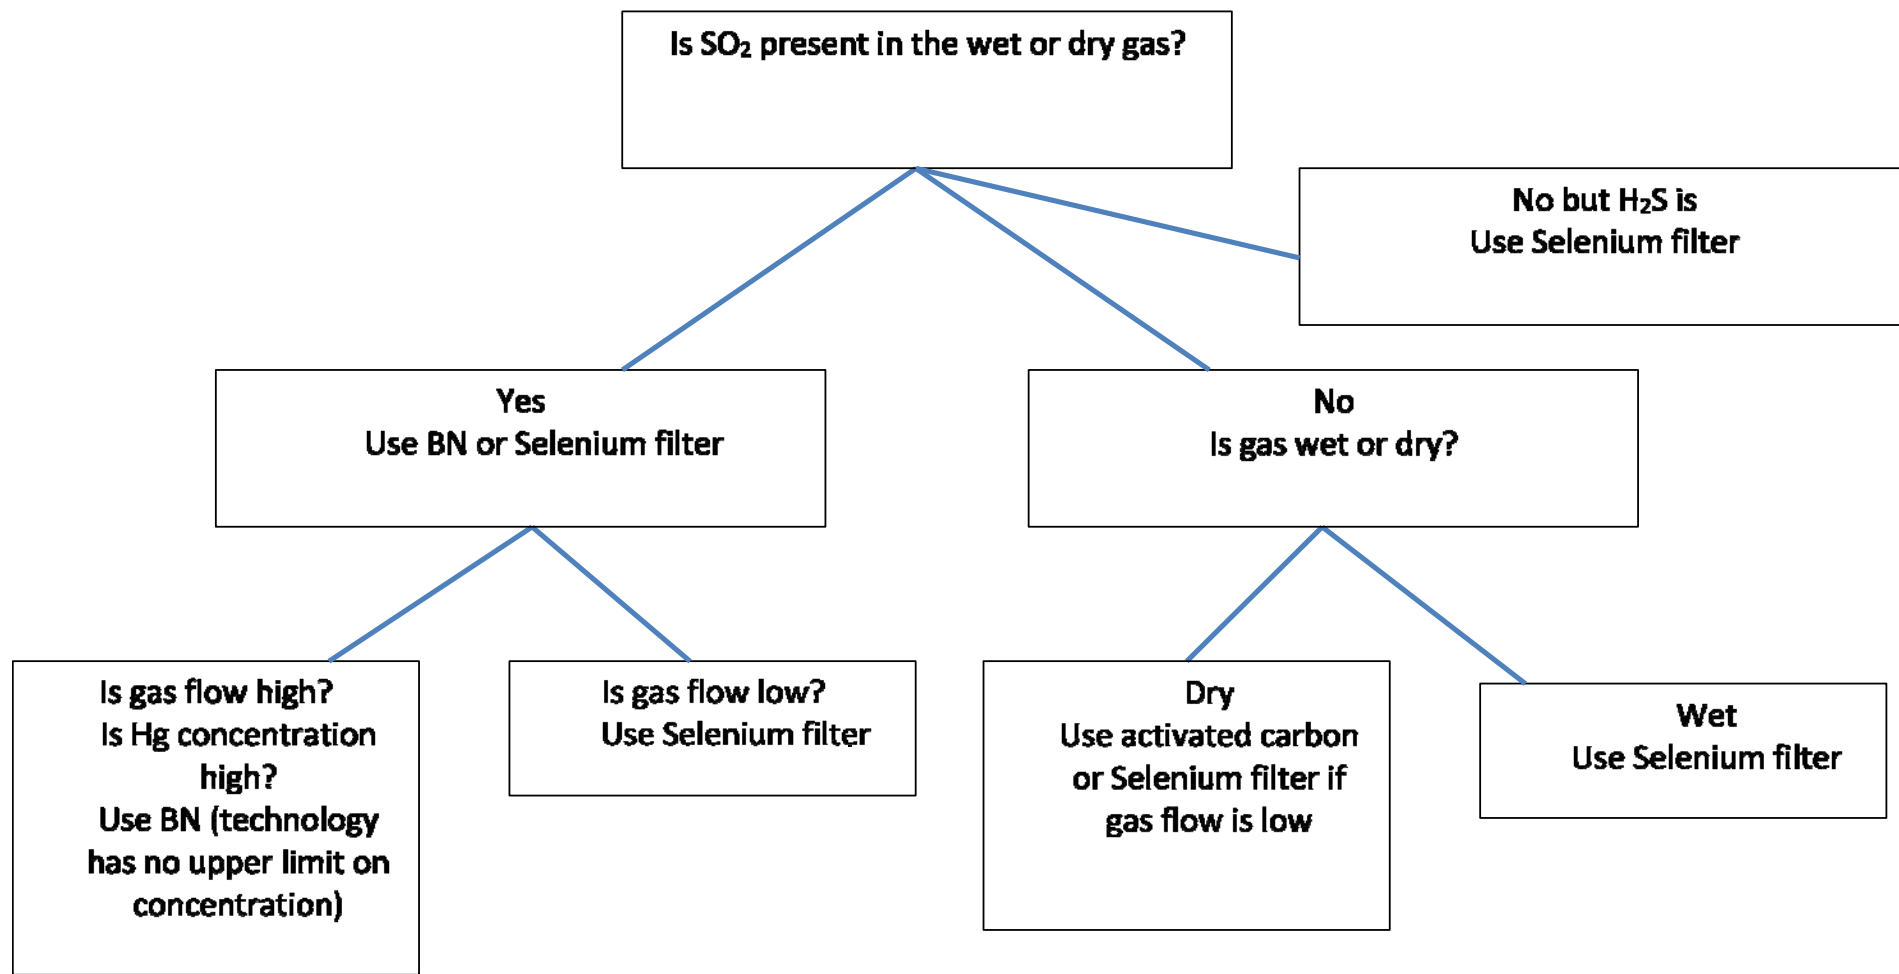 Is SO₂ present in the wet or dry gas?
No but H₂S is
Use Selenium filter
Yes
Use BN or Selenium filter
No
Is gas wet or dry?
Is gas flow high?
Is Hg concentration
high?
Use BN (technology
has no upper limit on
concentration)
Is gas flow low?
Use Selenium filter
Dry
Use activated carbon
or Selenium filter if
gas flow is low
Wet
Use Selenium filter